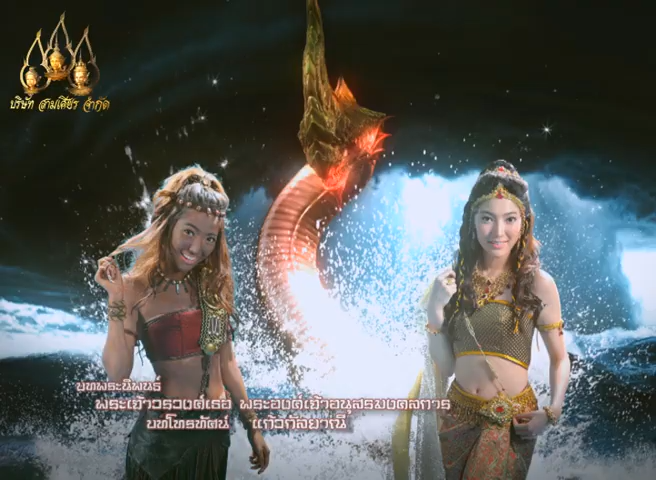 บริษัท สามเศียร จำกัด
บทพระนิพนธ์
พระเจ้าวรวงศ์เธอ พระองค์เจ้าอนุสรมงคลการ
บทโทรทัศน์ แก้วกัลยาณี